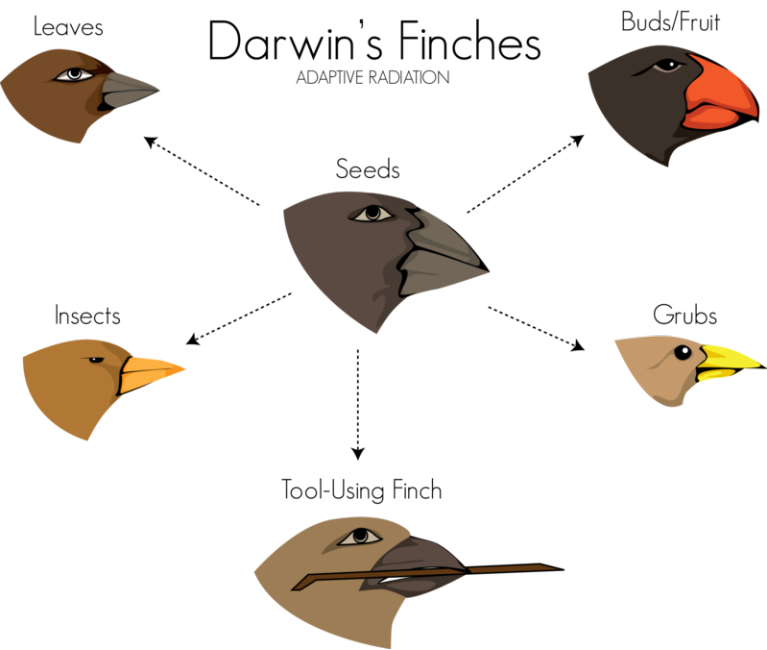 Leaves
Darwin's Finches
Buds/Fruit
ADAPTIVE RADIATION
Seeds
Insects
Grubs
Tool-Using Finch